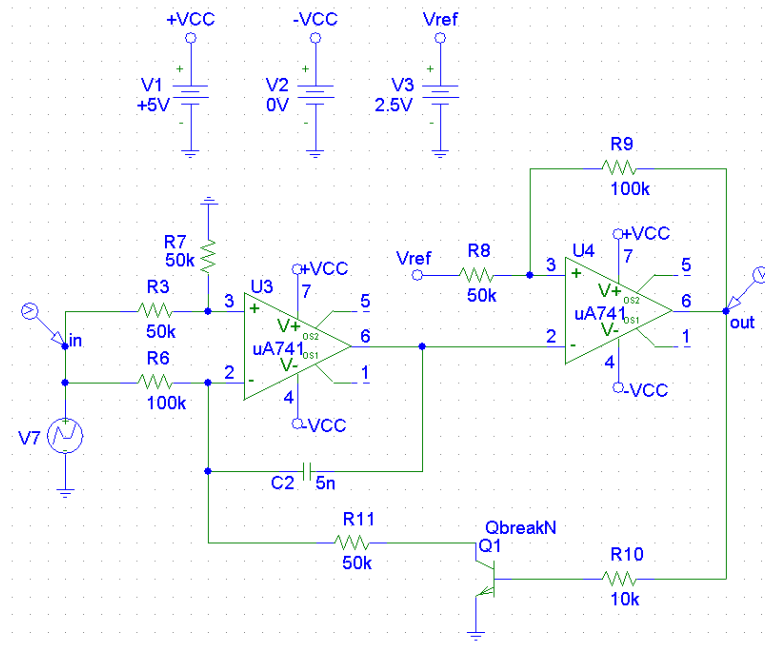 +VCC
-VCC
Vref
+
+
+
V1
V2
V3
+5V
0V
2.5V
-
-
-
R9
100k
R7
50k
U3
+VCC
7
R3
3
+
V+
OS2
5
50k
uA741
6
in
R6
2
-
V-
OS1
1
100k
4
-VCC
V7
+
-
C2
5n
Vref
R8
50k
U4
+VCC
7
3
+
V+
OS2
5
uA741
6
out
2
-
V-
OS1
1
4
-VCC
V
V
R11
50k
QbreakN
Q1
R10
10k